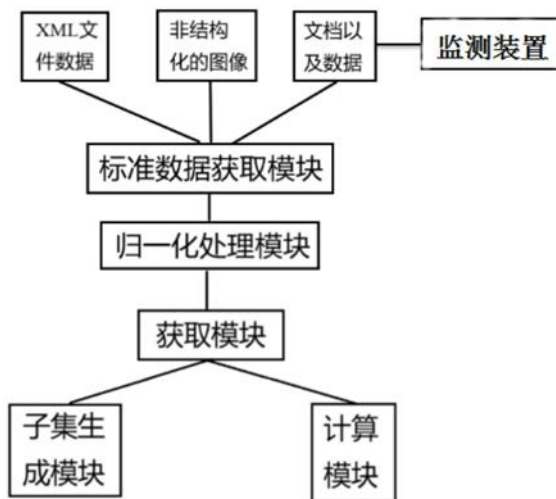 XML文
件数据
非结构
化的图像
文档以
及数据
监测装置
标准数据获取模块
归一化处理模块
获取模块
子集生
成模块
计算
模块